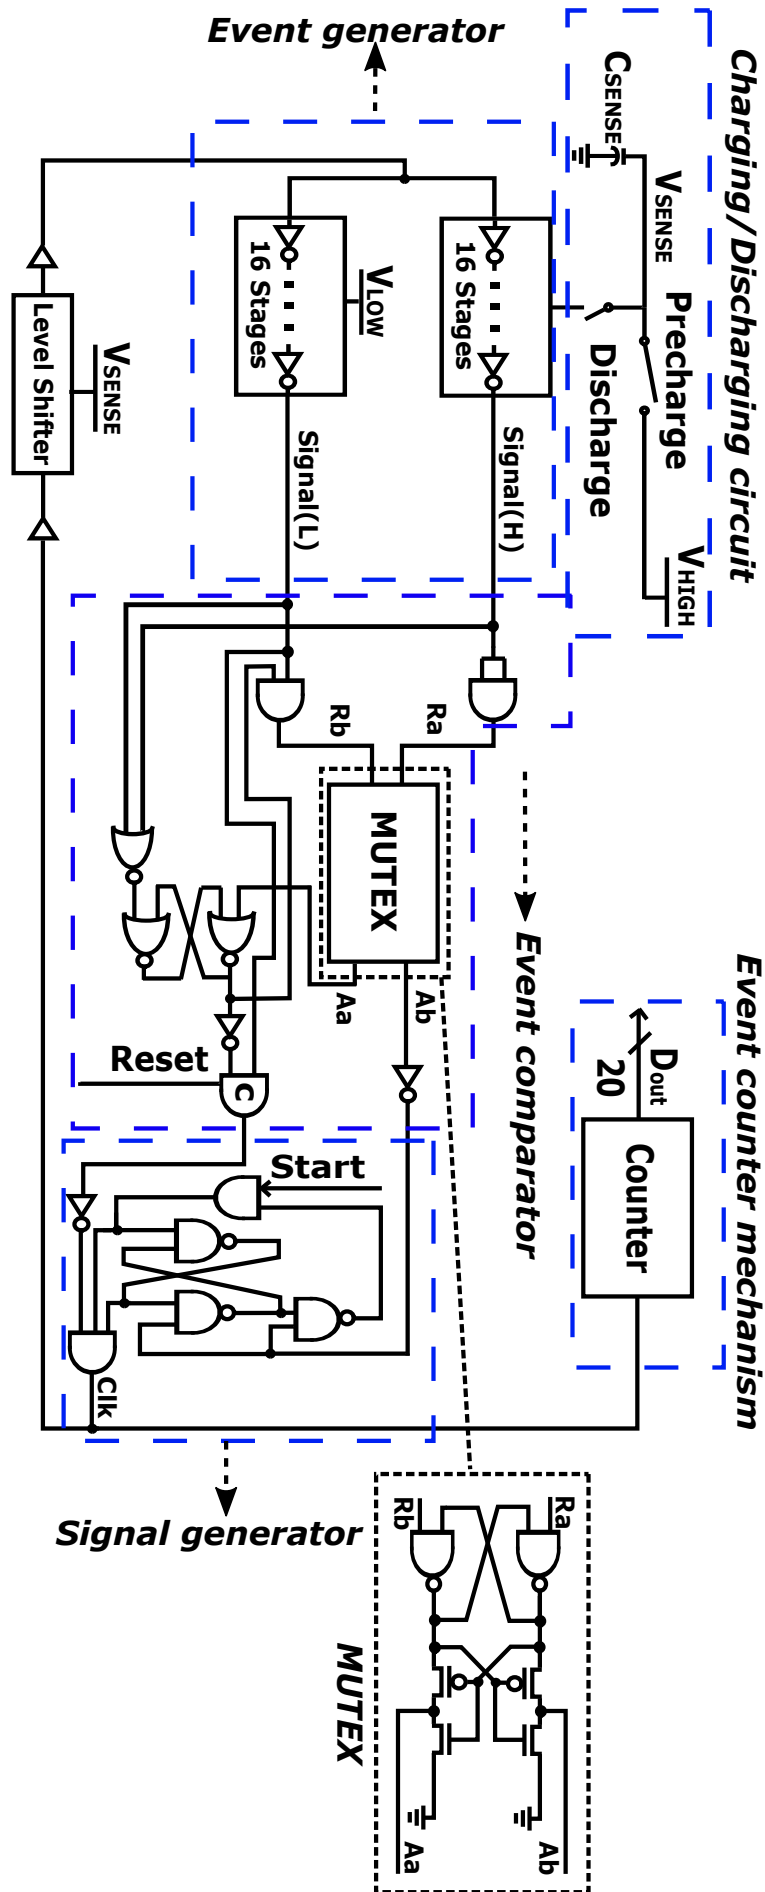 Event generator
Charging/Discharging circuit
CSENSE
VSENSE
Precharge
Discharge
VHIGH
16 Stages
16 Stages
VLOW
VSENSE
Level Shifter
Signal(L)
Signal(H)
Rb
Ra
MUTEX
Aa
Ab
Event comparator
Reset
C
Event counter mechanism
Dout
20
Counter
Start
Clk
Signal generator
Rb
Ra
MUTEX
Aa
Ab